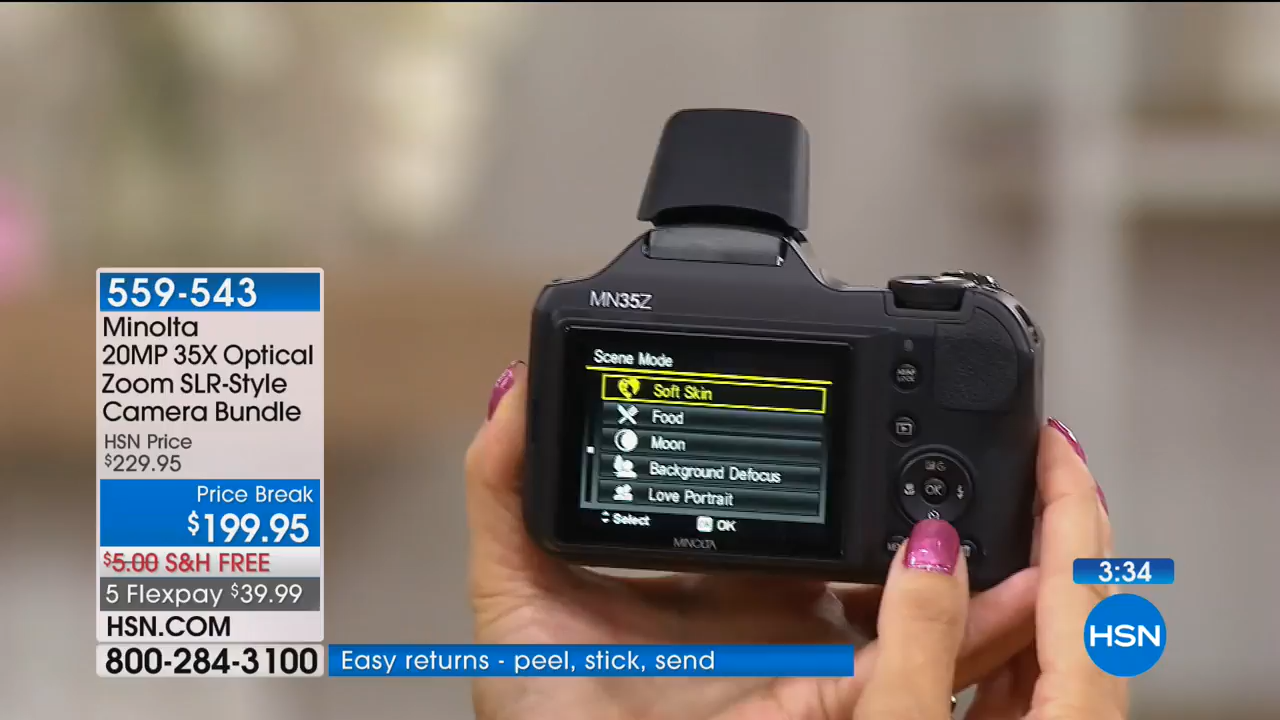 559-543
Minolta
20MP 35X Optical
Zoom SLR-Style
Camera Bundle
HSN Price
$229.95
Price Break
$199.95
$5.00 S&H FREE
5 Flexpay $39.99
HSN.COM
800-284-3100
Easy returns - peel, stick, send
MN35Z
Scene Mode
Soft Skin
Food
Moon
Background Defocus
Love Portrait
Select
OK
MINOLTA
OK
3:34
HSN